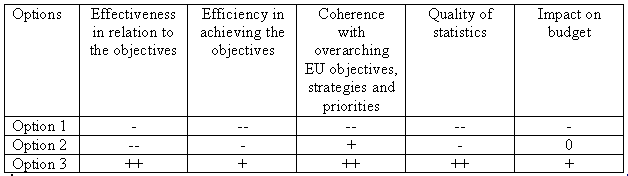 Options Effectiveness Efficiency in Coherence Quality of Impact on
in relation to achieving the with statistics budget
the objectives objectives overarching
EU objectives,
strategies and
priorities
Option 1 - -- -- -- -
Option 2 -- - + - 0
Option 3 ++ + ++ ++ +